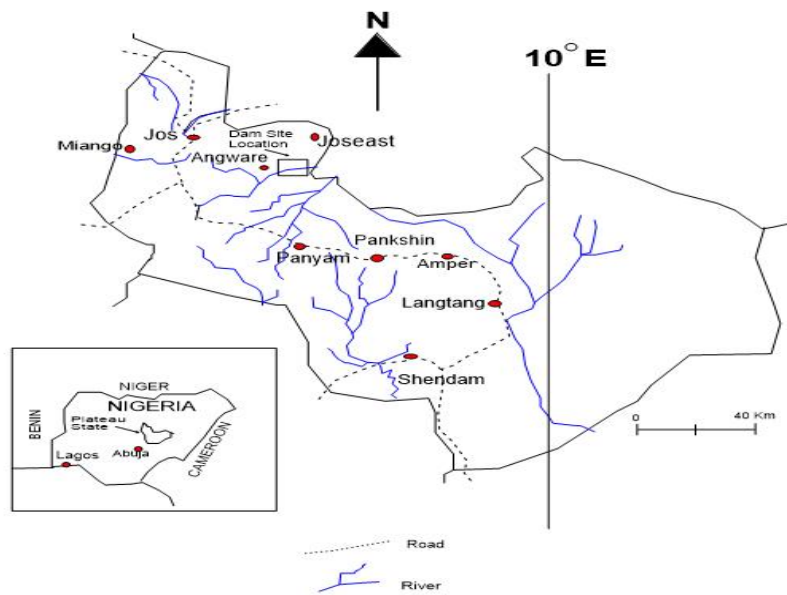 N
10° E
Jos
Dam Site
Location
Joseast
Miango
Angware
Pankshin
Panyam
Amper
Langtang
Shendam
NIGER
NIGERIA
Plateau
State
BENIN
CAMEROON
Lagos
Abuja
0 40 Km
Road
River